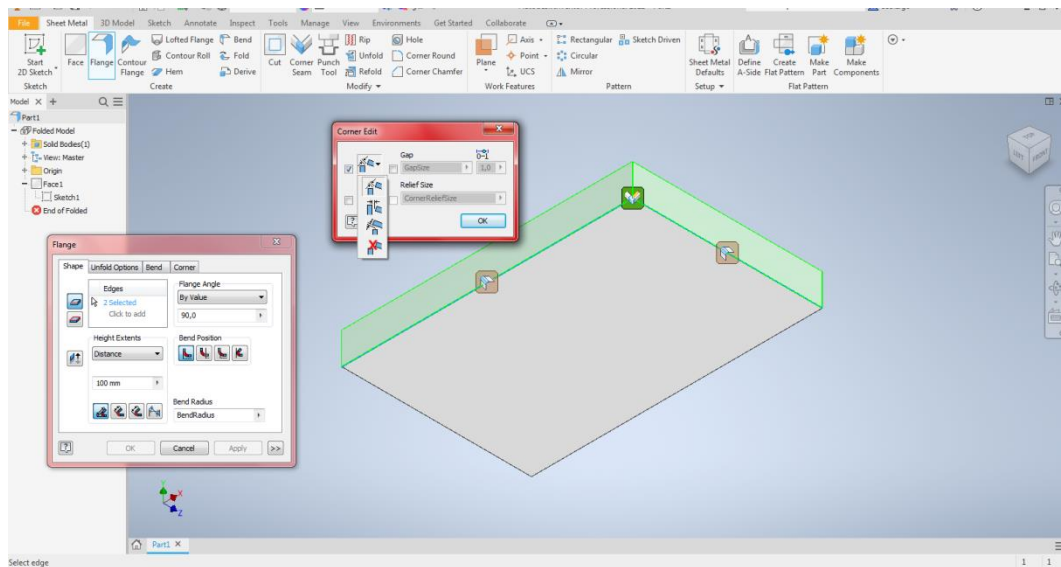 File Sheet Metal 3D Model Sketch Annotate Inspect Tools Manage View Environments Get Started Collaborate
Start 2D Sketch
Face
Flange
Contour Flange
Lofted Flange
Contour Roll
Hem
Bend
Fold
Derive
Cut
Corner Seam
Punch Tool
Rip
Unfold
Refold
Hole
Corner Round
Corner Chamfer
Plane
Axis
Point
UCS
Rectangular
Circular
Mirror
Sketch Driven
Sheet Metal Defaults
Define A-Side
Create Flat Pattern
Make Part
Make Components
Sketch Create Modify Work Features Pattern Setup Flat Pattern
Model
Part1
Folded Model
Solid Bodies(1)
View: Master
Origin
Face1
Sketch1
End of Folded
Corner Edit
Gap
GapSize
1,0
Relief Size
CornerReliefSize
OK
TOP
LEFT FRONT
Flange
Shape Unfold Options Bend Corner
Edges
2 Selected
Click to add
Flange Angle
By Value
90,0
Height Extents
Distance
100 mm
Bend Position
Bend Radius
BendRadius
OK Cancel Apply >>
Y
X
Z
Part1
Select edge
1 1